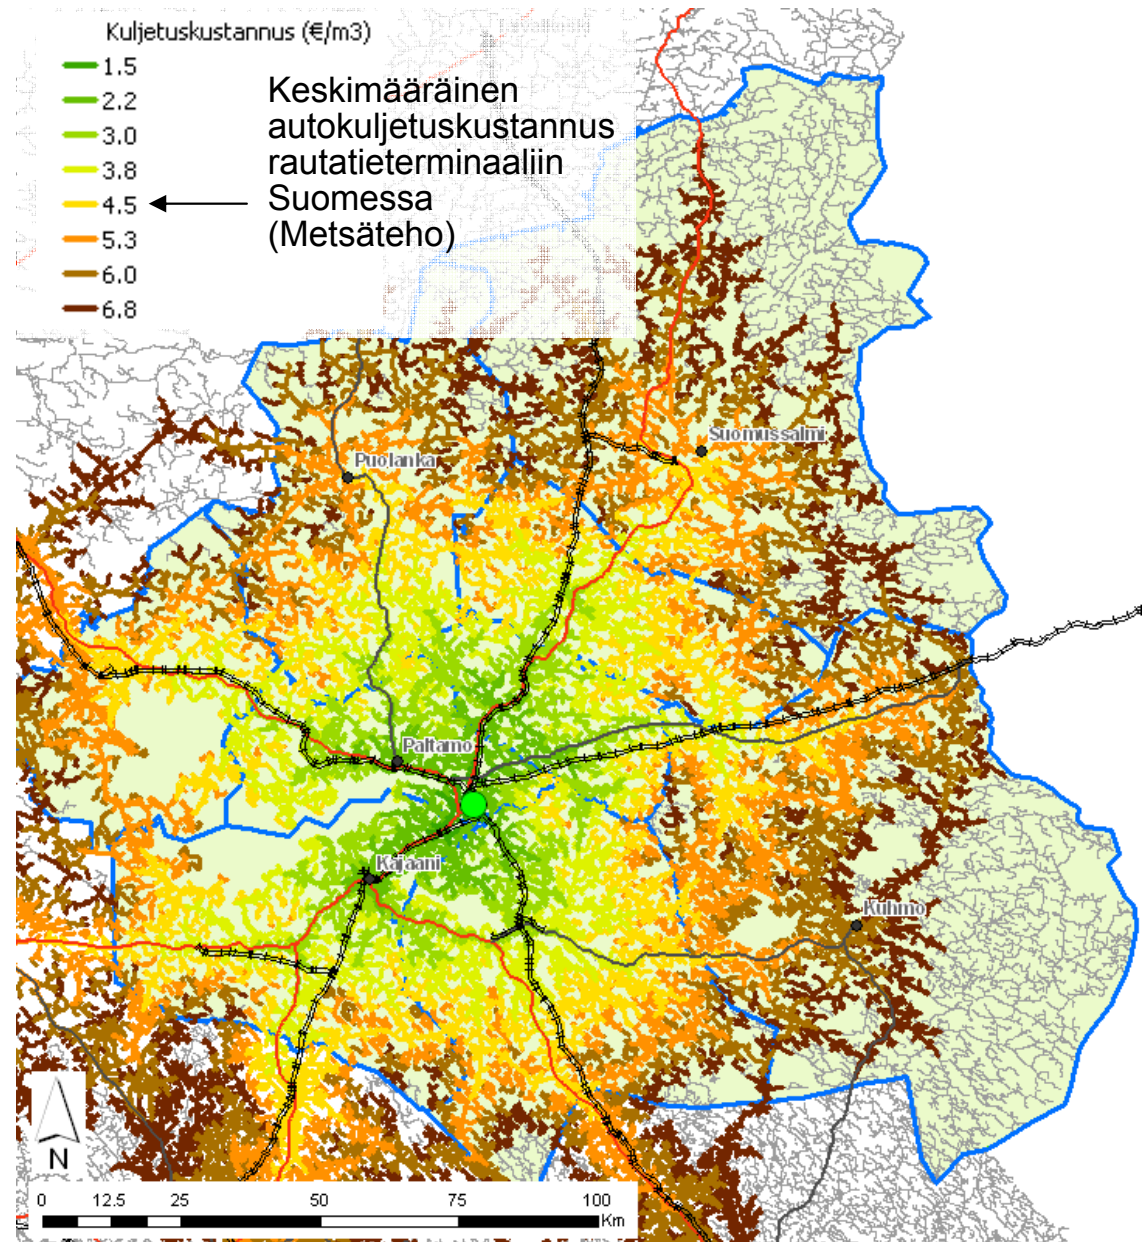 Kuljetuskustannus (€/m3)
1.5
2.2
3.0
3.8
4.5
5.3
6.0
6.8
Keskimääräinen
autokuljetuskustannus
rautatieterminaaliin
Suomessa
(Metsäteho)
Suomussalmi
Puolanka
Paltamo
Kajaani
Kuhmo
N
0 12.5 25 50 75 100
Km